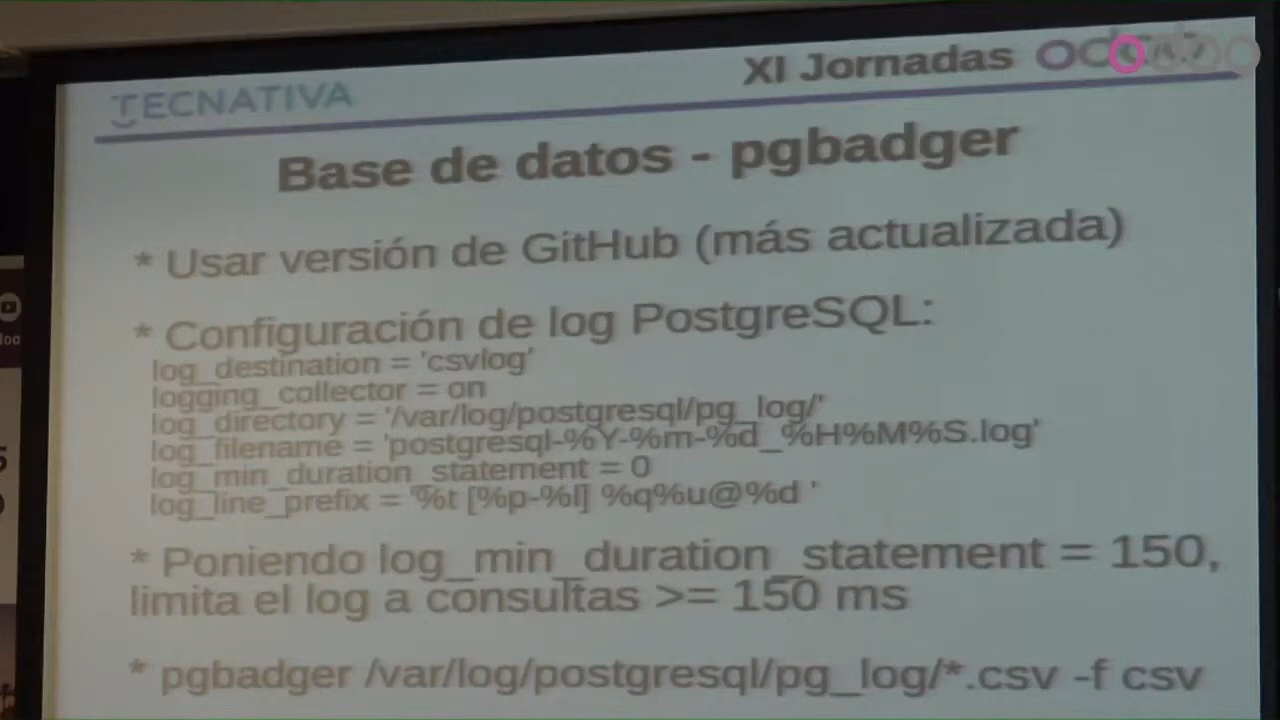 TECNATIVA
XI Jornadas odoo
Base de datos - pgbadger
* Usar versión de GitHub (más actualizada)
* Configuración de log PostgreSQL:
log_destination = 'csvlog'
logging_collector = on
log_directory = '/var/log/postgresql/pg_log/'
log_filename = 'postgresql-%Y-%m-%d_%H%M%S.log'
log_min_duration_statement = 0
log_line_prefix = '%t [%p-%l] %q%u@%d '
* Poniendo log_min_duration_statement = 150,
limita el log a consultas >= 150 ms
* pgbadger /var/log/postgresql/pg_log/*.csv -f csv